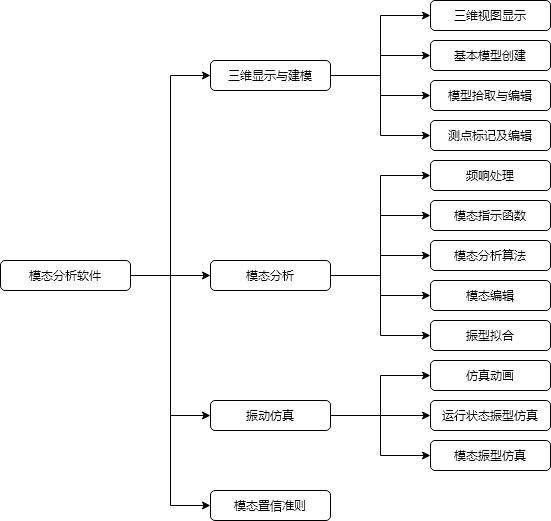 模态分析软件
三维显示与建模
三维视图显示
基本模型创建
模型拾取与编辑
测点标记及编辑
模态分析
频响处理
模态指示函数
模态分析算法
模态编辑
振型拟合
振动仿真
仿真动画
运行状态振型仿真
模态振型仿真
模态置信准则